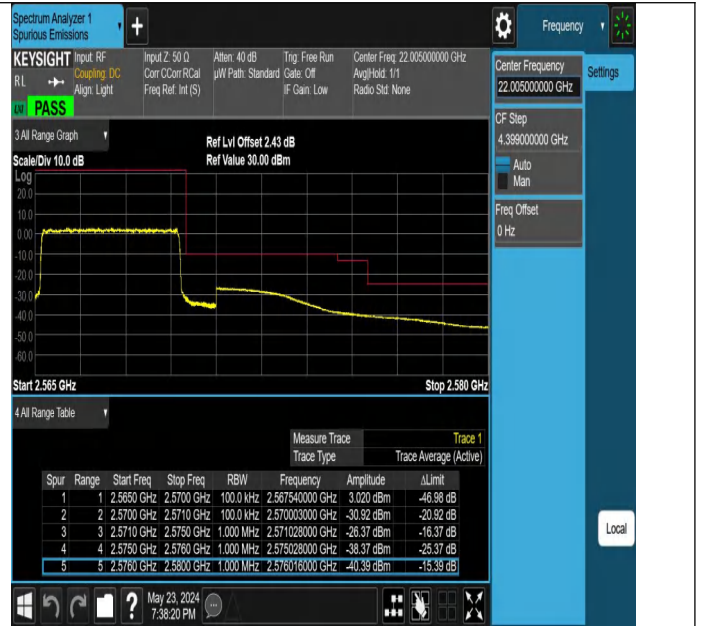 Spectrum Analyzer 1
Spurious Emissions
+
Frequency
KEYSIGHT
RL
LXI PASS
Input: RF
Coupling: DC
Align: Light
Input Z: 50 Ω
Corr CCorr RCal
Freq Ref: Int (S)
Atten: 40 dB
µW Path: Standard
Trig: Free Run
Gate: Off
IF Gain: Low
Center Freq: 22.005000000 GHz
Avg|Hold: 1/1
Radio Std: None
Center Frequency
22.005000000 GHz
Settings
CF Step
4.399000000 GHz
Auto
Man
Freq Offset
0 Hz
3 All Range Graph
Ref Lvl Offset 2.43 dB
Scale/Div 10.0 dB
Ref Value 30.00 dBm
Log
20.0
10.0
0.00
-10.0
-20.0
-30.0
-40.0
-50.0
-60.0
Start 2.565 GHz
Stop 2.580 GHz
4 All Range Table
Measure Trace Trace 1
Trace Type Trace Average (Active)
Spur Range Start Freq Stop Freq RBW Frequency Amplitude ΔLimit
1 1 2.5650 GHz 2.5700 GHz 100.0 kHz 2.567540000 GHz 3.020 dBm -46.98 dB
2 2 2.5700 GHz 2.5710 GHz 100.0 kHz 2.570003000 GHz -30.92 dBm -20.92 dB
3 3 2.5710 GHz 2.5750 GHz 1.000 MHz 2.571028000 GHz -26.37 dBm -16.37 dB
4 4 2.5750 GHz 2.5760 GHz 1.000 MHz 2.575028000 GHz -38.37 dBm -25.37 dB
5 5 2.5760 GHz 2.5800 GHz 1.000 MHz 2.576016000 GHz -40.39 dBm -15.39 dB
Local
?
May 23, 2024
7:38:20 PM